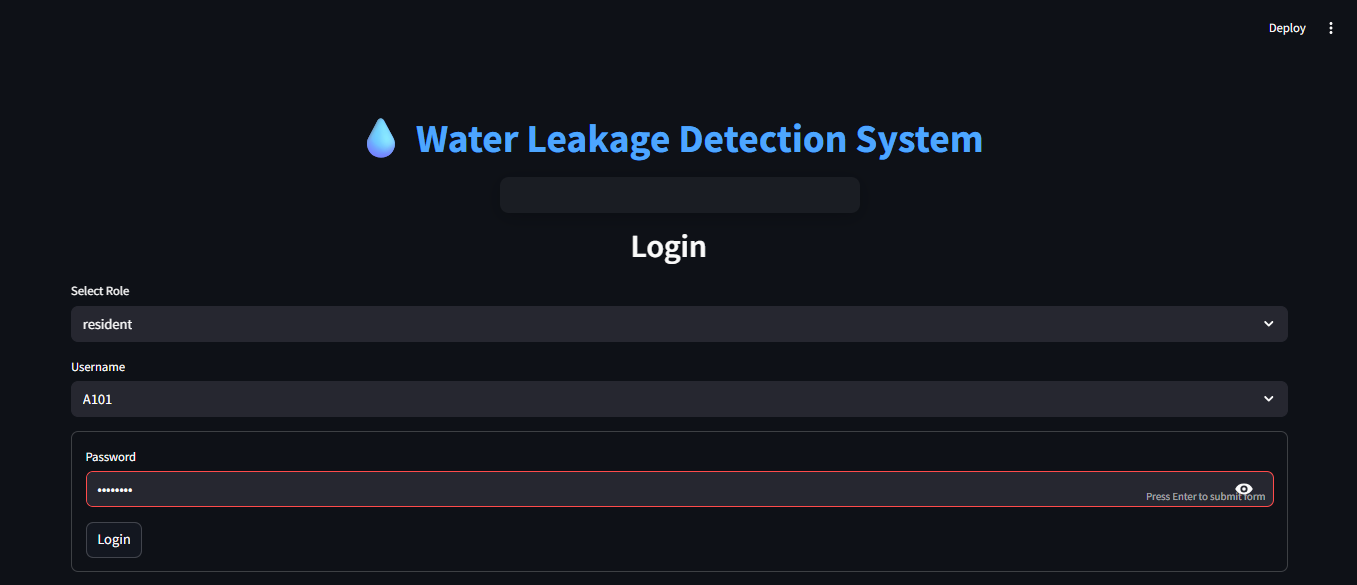 Deploy
Water Leakage Detection System
Login
Select Role
resident
Username
A101
Password
••••••••
Press Enter to submit form
Login